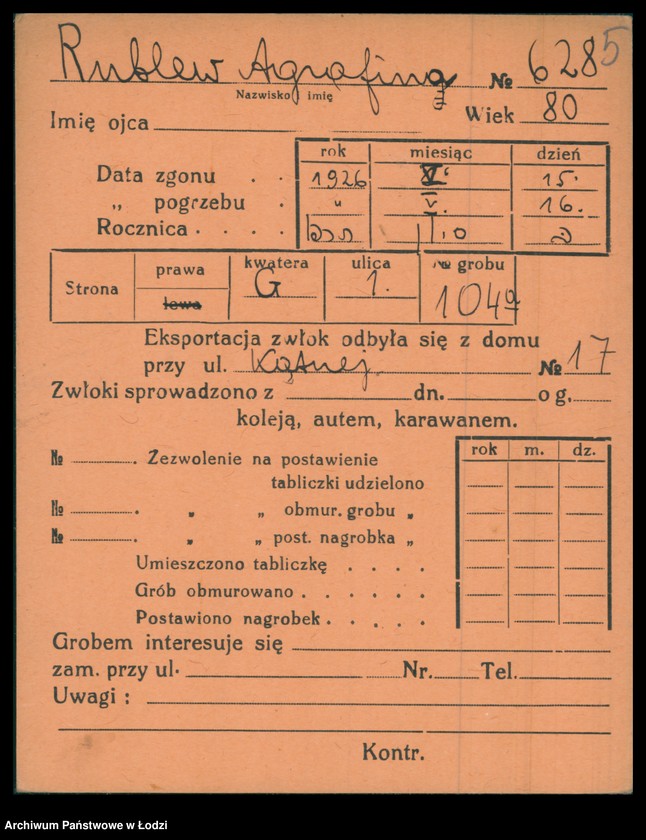 Rublew Agrafina № 6285
Nazwisko i imię
Imię ojca Wiek 80
rok miesiąc dzień
Data zgonu . . 1926 V. 15.
„ pogrzebu . " V. 16.
Rocznica . . . .
Strona prawa lewa kwatera G ulica 1. № grobu 104a
Eksportacja zwłok odbyła się z domu
przy ul. Kątnej № 17
Zwłoki sprowadzono z dn. o g.
koleją, autem, karawanem.
rok m. dz.
№ . Zezwolenie na postawienie
tabliczki udzielono
№ . „ „ obmur. grobu „
№ . „ „ post. nagrobka „
Umieszczono tabliczkę . . . .
Grób obmurowano . . . . . .
Postawiono nagrobek . . . . .
Grobem interesuje się
zam. przy ul. Nr. Tel.
Uwagi :
Kontr.
Archiwum Państwowe w Łodzi